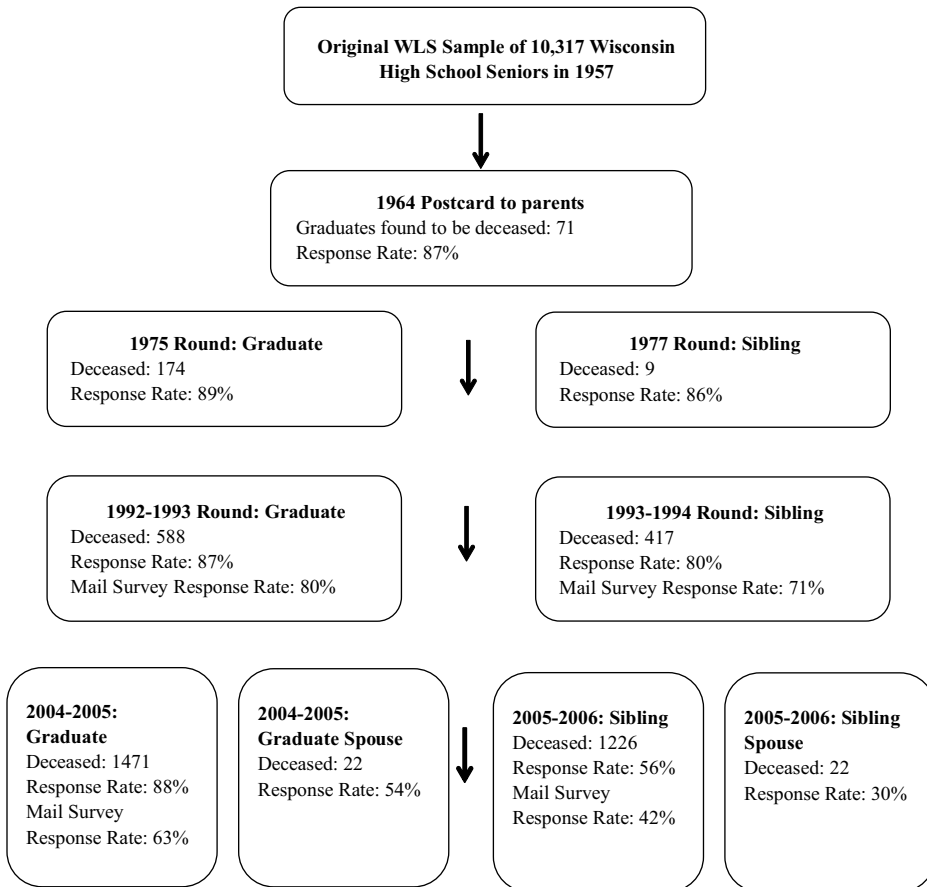 Original WLS Sample of 10,317 Wisconsin
High School Seniors in 1957
1964 Postcard to parents
Graduates found to be deceased: 71
Response Rate: 87%
1975 Round: Graduate
Deceased: 174
Response Rate: 89%
1977 Round: Sibling
Deceased: 9
Response Rate: 86%
1992-1993 Round: Graduate
Deceased: 588
Response Rate: 87%
Mail Survey Response Rate: 80%
1993-1994 Round: Sibling
Deceased: 417
Response Rate: 80%
Mail Survey Response Rate: 71%
2004-2005:
Graduate
Deceased: 1471
Response Rate: 88%
Mail Survey
Response Rate: 63%
2004-2005:
Graduate Spouse
Deceased: 22
Response Rate: 54%
2005-2006: Sibling
Deceased: 1226
Response Rate: 56%
Mail Survey
Response Rate: 42%
2005-2006: Sibling
Spouse
Deceased: 22
Response Rate: 30%